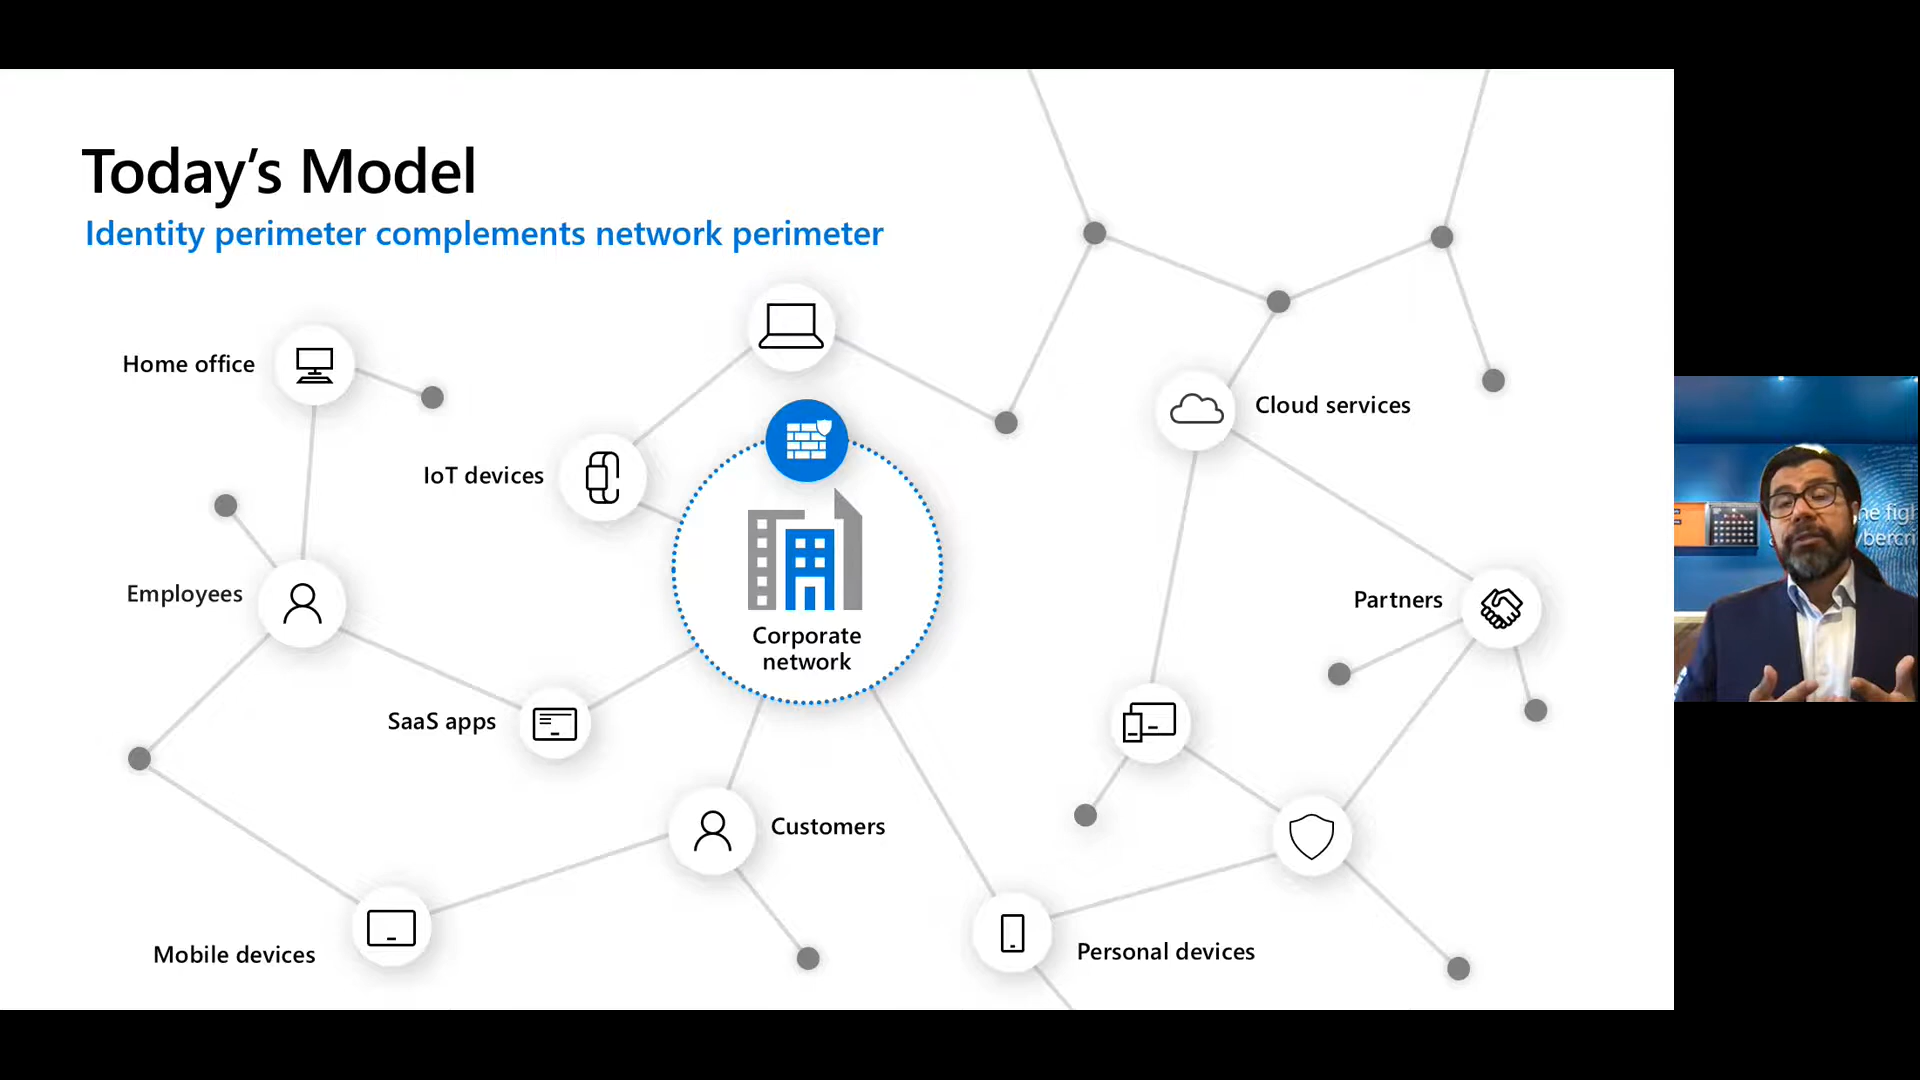 Today's Model
Identity perimeter complements network perimeter
Home office
IoT devices
Cloud services
Employees
Partners
Corporate
network
SaaS apps
Customers
Mobile devices
Personal devices